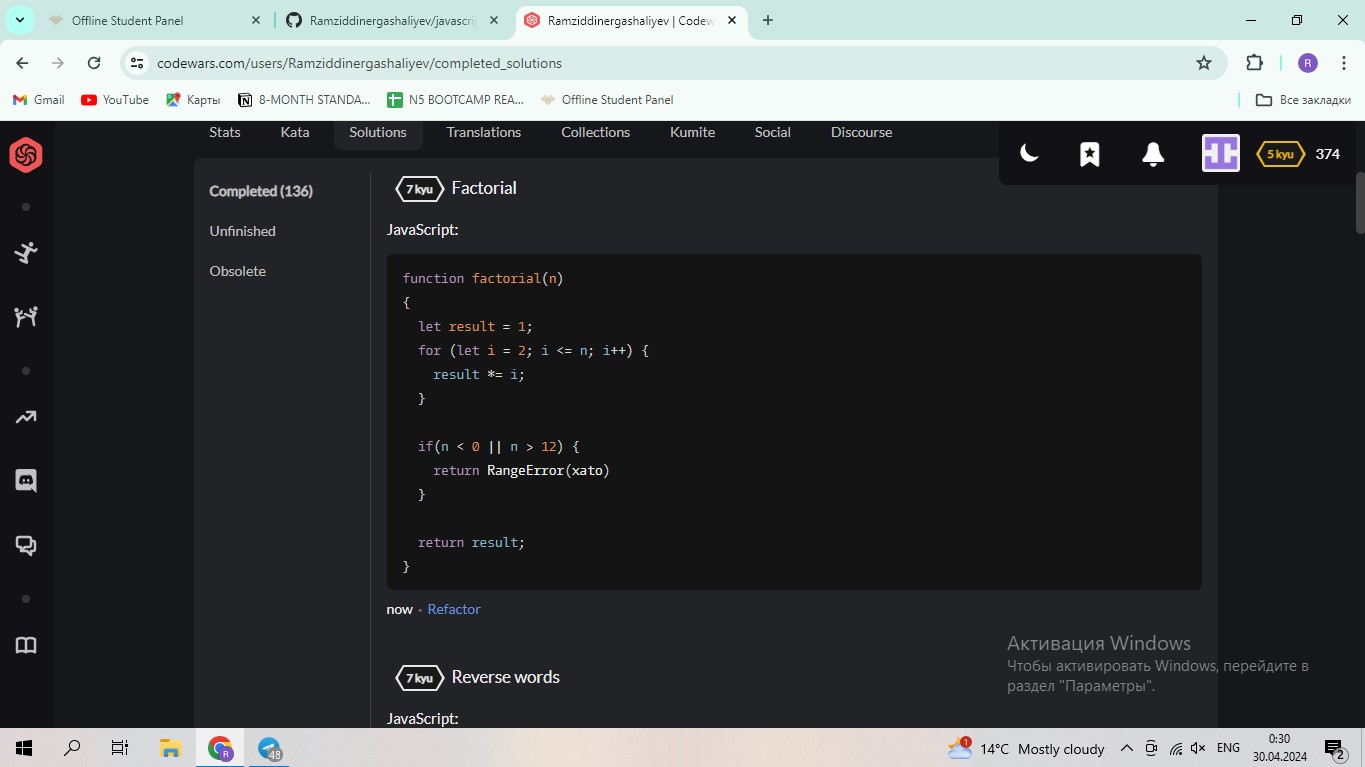 Offline Student Panel
Ramziddinergashaliyev/javascri
Ramziddinergashaliyev | Codew
codewars.com/users/Ramziddinergashaliyev/completed_solutions
R
Gmail
YouTube
Карты
8-MONTH STANDA...
N5 BOOTCAMP REA...
Offline Student Panel
Все закладки
Stats
Kata
Solutions
Translations
Collections
Kumite
Social
Discourse
5 kyu
374
Completed (136)
Unfinished
Obsolete
7 kyu Factorial
JavaScript:
function factorial(n)
{
  let result = 1;
  for (let i = 2; i <= n; i++) {
    result *= i;
  }
  if(n < 0 || n > 12) {
    return RangeError(xato)
  }
  return result;
}
now • Refactor
7 kyu Reverse words
JavaScript:
Активация Windows
Чтобы активировать Windows, перейдите в
раздел "Параметры".
R
48
1
14°C Mostly cloudy
ENG
0:30
30.04.2024
2